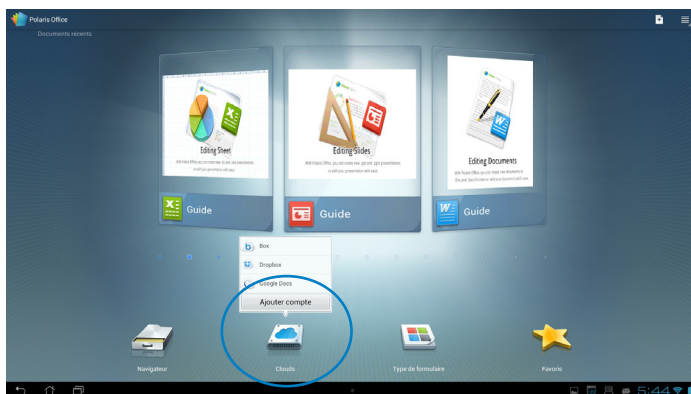 Polaris Office
Documents récents
Editing Sheet
Editing Slides
Editing Documents
Guide
Guide
Guide
Box
Dropbox
Google Docs
Ajouter compte
Navigateur
Clouds
Type de formulaire
Favoris
5:44